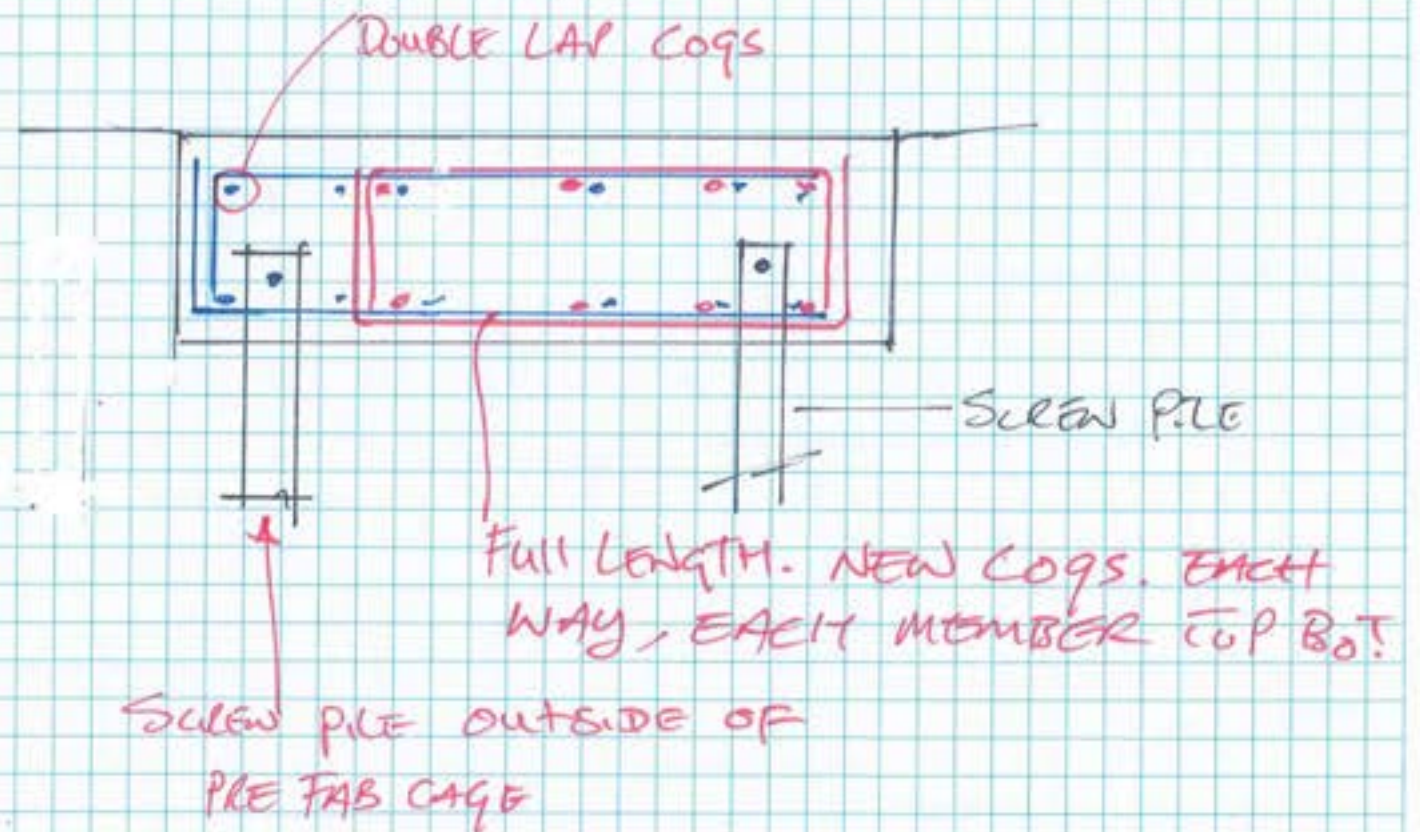 DOUBLE LAP COGS
SCREW PILE
FULL LENGTH. NEW COGS. EACH
WAY, EACH MEMBER TOP BOT
SCREW PILE OUTSIDE OF
PRE FAB CAGE